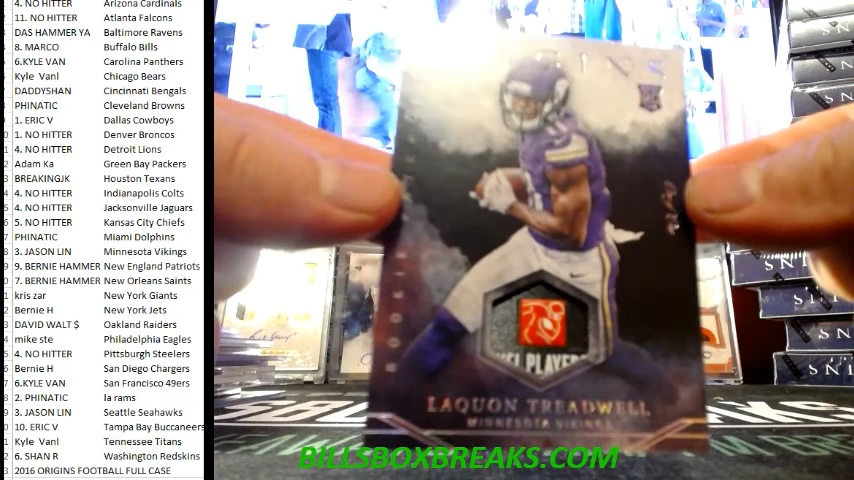 4. NO HITTER Arizona Cardinals
11. NO HITTER Atlanta Falcons
DAS HAMMER YA Baltimore Ravens
8. MARCO Buffalo Bills
6.KYLE VAN Carolina Panthers
Kyle Vanl Chicago Bears
DADDYSHAN Cincinnati Bengals
PHINATIC Cleveland Browns
1. ERIC V Dallas Cowboys
1. NO HITTER Denver Broncos
4. NO HITTER Detroit Lions
Adam Ka Green Bay Packers
BREAKINGJK Houston Texans
4. NO HITTER Indianapolis Colts
4. NO HITTER Jacksonville Jaguars
5. NO HITTER Kansas City Chiefs
PHINATIC Miami Dolphins
3. JASON LIN Minnesota Vikings
9. BERNIE HAMMER New England Patriots
7. BERNIE HAMMER New Orleans Saints
kris zar New York Giants
Bernie H New York Jets
DAVID WALT $ Oakland Raiders
mike ste Philadelphia Eagles
4. NO HITTER Pittsburgh Steelers
Bernie H San Diego Chargers
6.KYLE VAN San Francisco 49ers
2. PHINATIC la rams
3. JASON LIN Seattle Seahawks
10. ERIC V Tampa Bay Buccaneers
Kyle Vanl Tennessee Titans
6. SHAN R Washington Redskins
2016 ORIGINS FOOTBALL FULL CASE
NFL PLAYERS
LAQUON TREADWELL
MINNESOTA VIKINGS
BILLSBOXBREAKS.COM